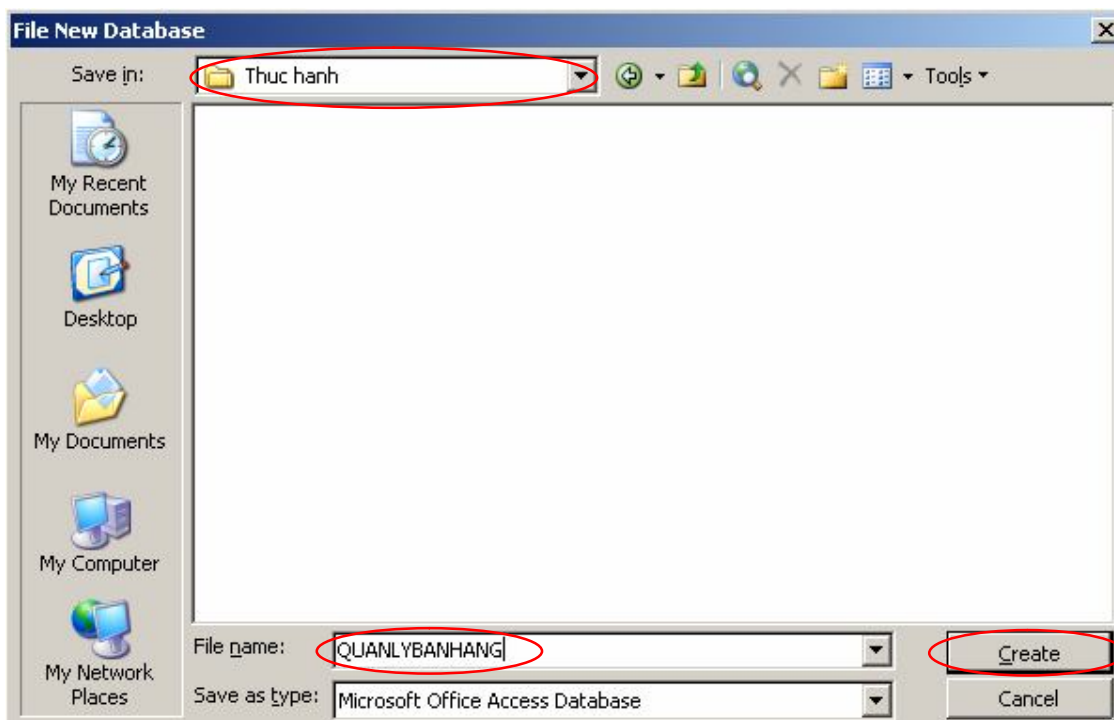 File New Database
Save in: Thuc hanh Tools
My Recent
Documents
Desktop
My Documents
My Computer
My Network
Places
File name: QUANLYBANHANG Create
Save as type: Microsoft Office Access Database Cancel